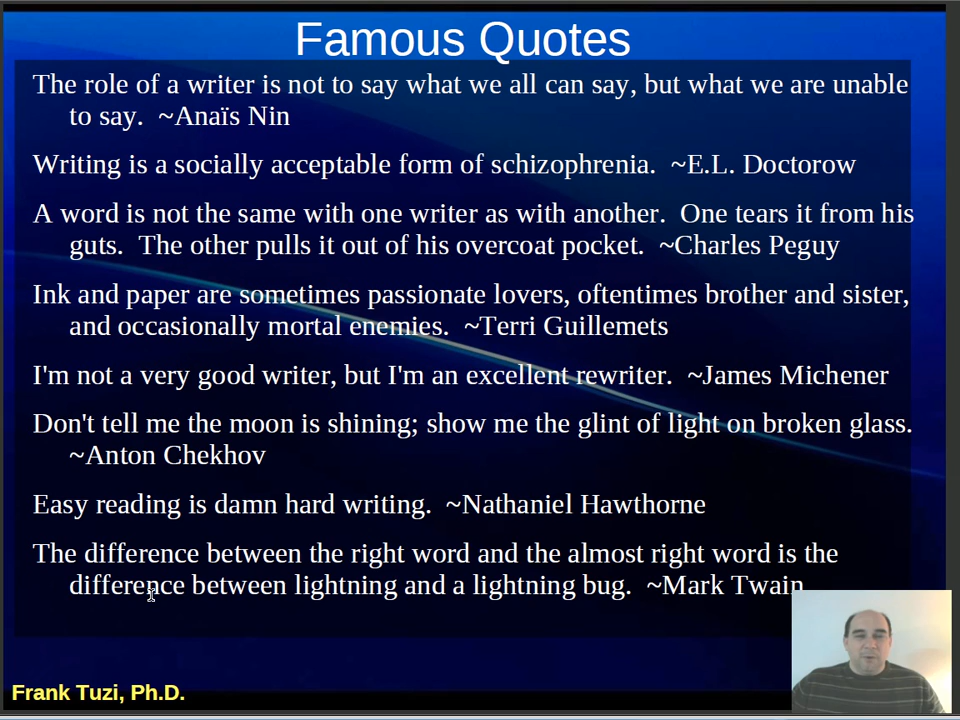 Famous Quotes
The role of a writer is not to say what we all can say, but what we are unable
to say.  ~Anaïs Nin
Writing is a socially acceptable form of schizophrenia.  ~E.L. Doctorow
A word is not the same with one writer as with another.  One tears it from his
guts.  The other pulls it out of his overcoat pocket.  ~Charles Peguy
Ink and paper are sometimes passionate lovers, oftentimes brother and sister,
and occasionally mortal enemies.  ~Terri Guillemets
I'm not a very good writer, but I'm an excellent rewriter.  ~James Michener
Don't tell me the moon is shining; show me the glint of light on broken glass.
~Anton Chekhov
Easy reading is damn hard writing.  ~Nathaniel Hawthorne
The difference between the right word and the almost right word is the
difference between lightning and a lightning bug.  ~Mark Twain
Frank Tuzi, Ph.D.